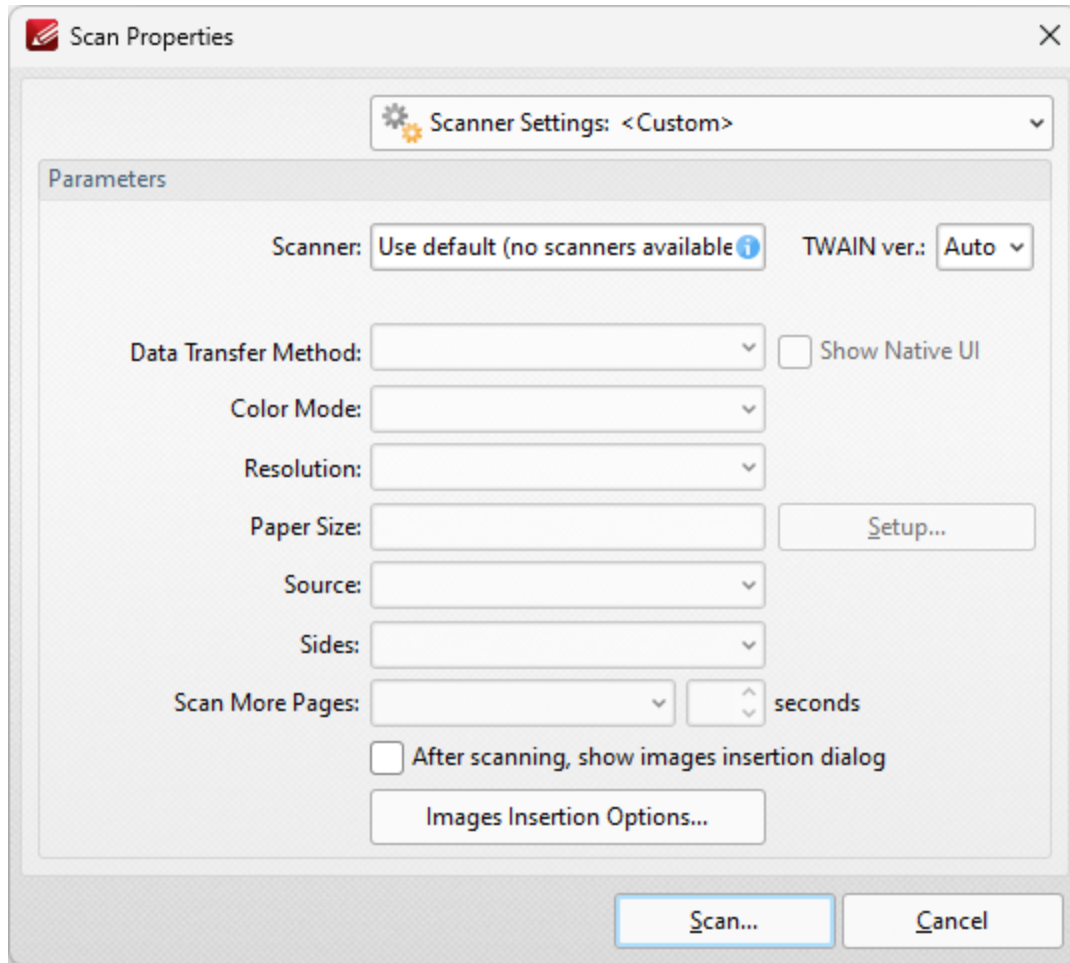 Scan Properties
Scanner Settings: <Custom>
Parameters
Scanner: Use default (no scanners available TWAIN ver.: Auto
Data Transfer Method: Show Native UI
Color Mode:
Resolution:
Paper Size: Setup...
Source:
Sides:
Scan More Pages: seconds
After scanning, show images insertion dialog
Images Insertion Options...
Scan... Cancel